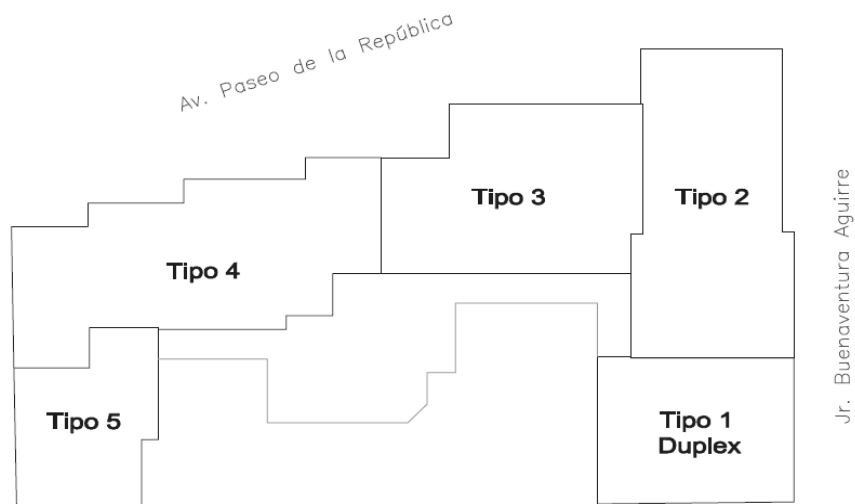 Av. Paseo de la República
Tipo 3
Tipo 2
Tipo 4
Tipo 5
Tipo 1
Duplex
Jr. Buenaventura Aguirre